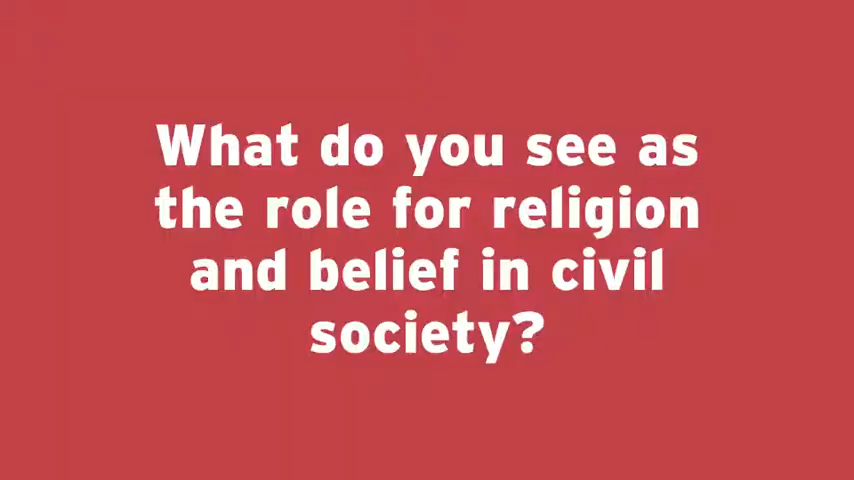 What do you see as
the role for religion
and belief in civil
society?